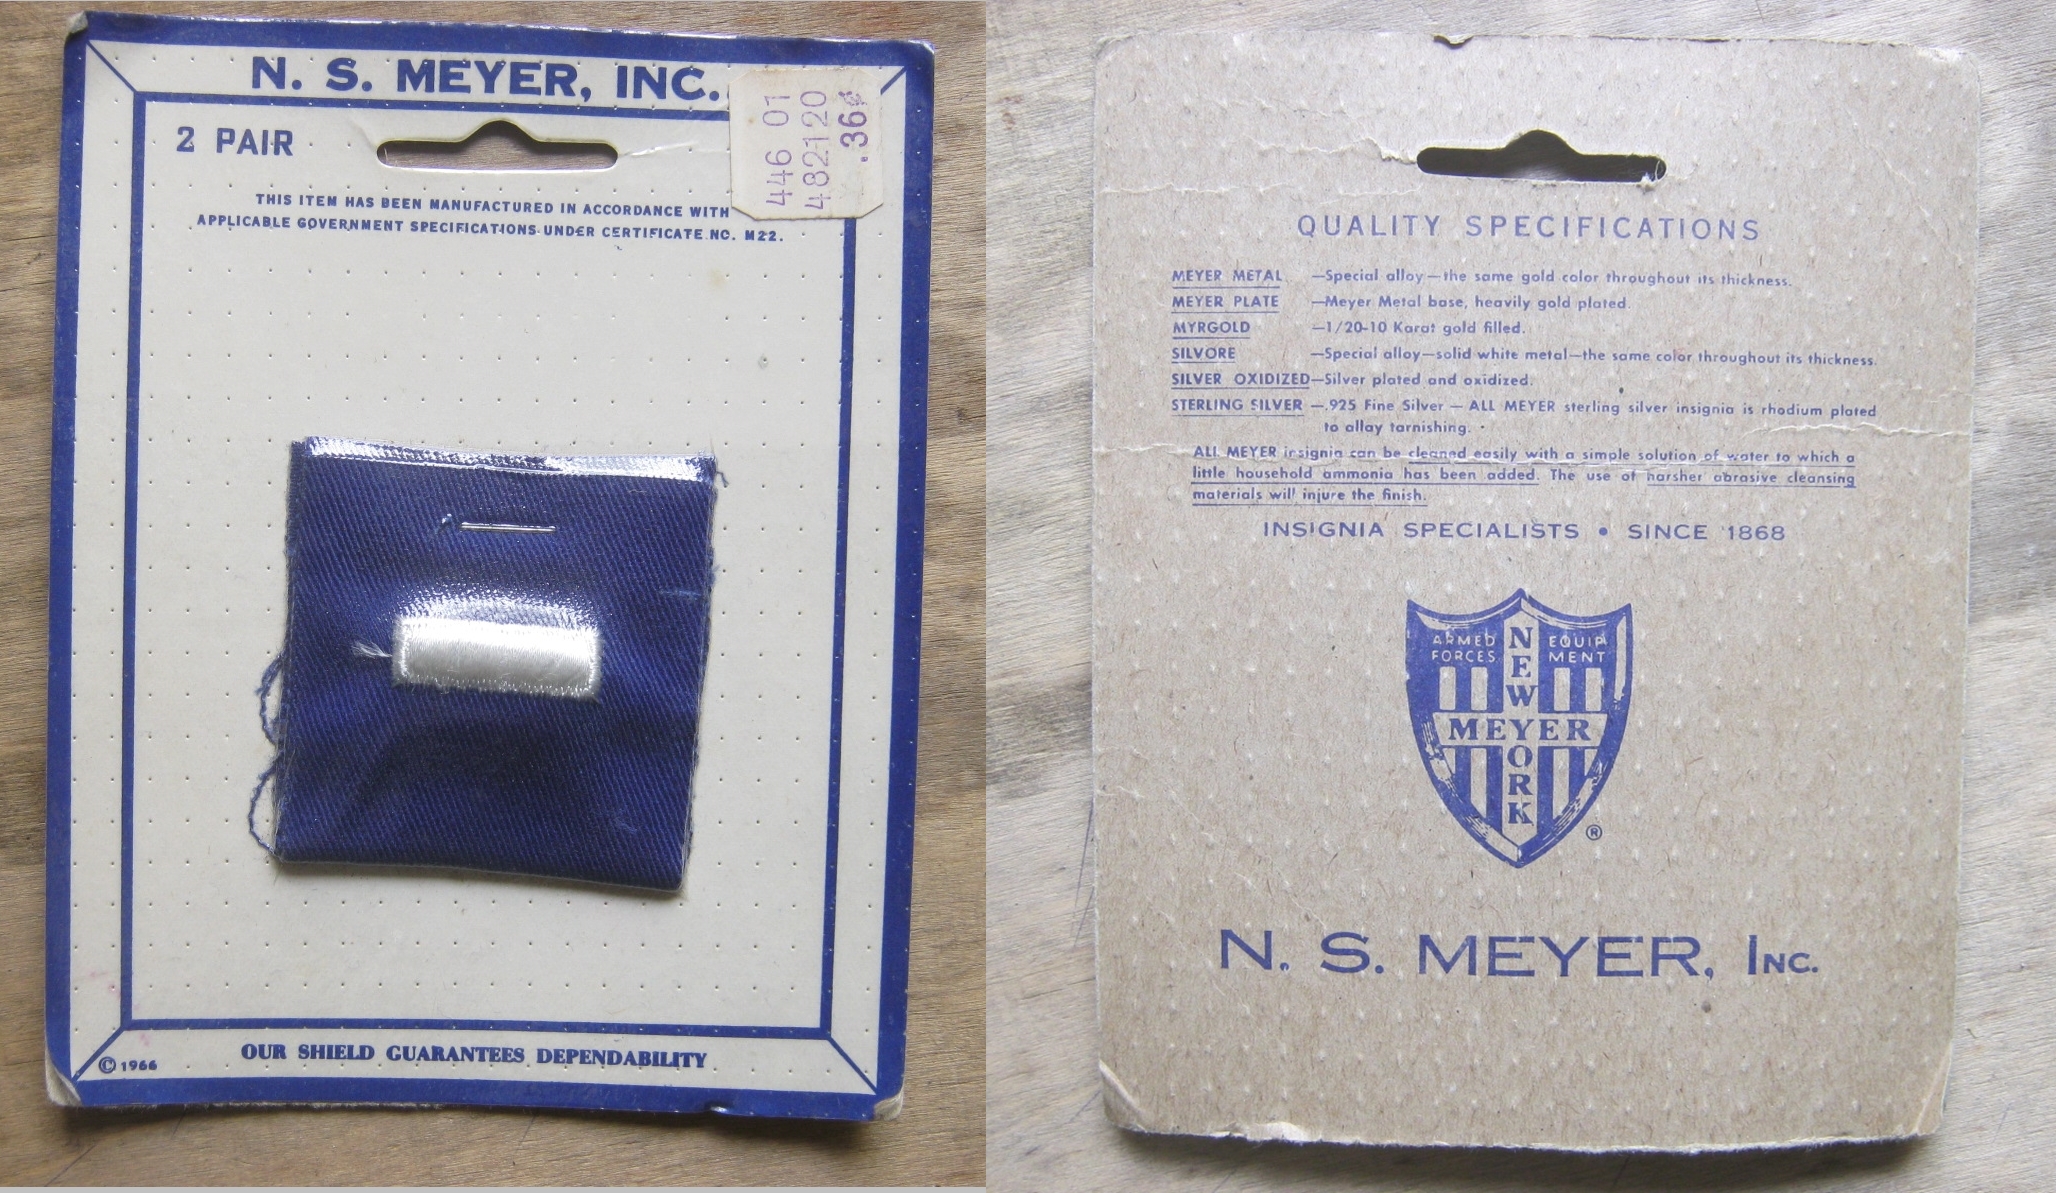 N. S. MEYER, INC.
446 01
482120
.36¢
2 PAIR
THIS ITEM HAS BEEN MANUFACTURED IN ACCORDANCE WITH
APPLICABLE GOVERNMENT SPECIFICATIONS UNDER CERTIFICATE NO. M22.
OUR SHIELD GUARANTEES DEPENDABILITY
© 1966
QUALITY SPECIFICATIONS
MEYER METAL —Special alloy—the same gold color throughout its thickness.
MEYER PLATE —Meyer Metal base, heavily gold plated.
MYRGOLD —1/20-10 Karat gold filled.
SILVORE —Special alloy—solid white metal—the same color throughout its thickness.
SILVER OXIDIZED—Silver plated and oxidized.
STERLING SILVER —.925 Fine Silver — ALL MEYER sterling silver insignia is rhodium plated
to allay tarnishing.
ALL MEYER insignia can be cleaned easily with a simple solution of water to which a
little household ammonia has been added. The use of harsher abrasive cleansing
materials will injure the finish.
INSIGNIA SPECIALISTS • SINCE 1868
ARMED FORCES
EQUIPMENT
NEW YORK
MEYER
®
N. S. MEYER, INC.